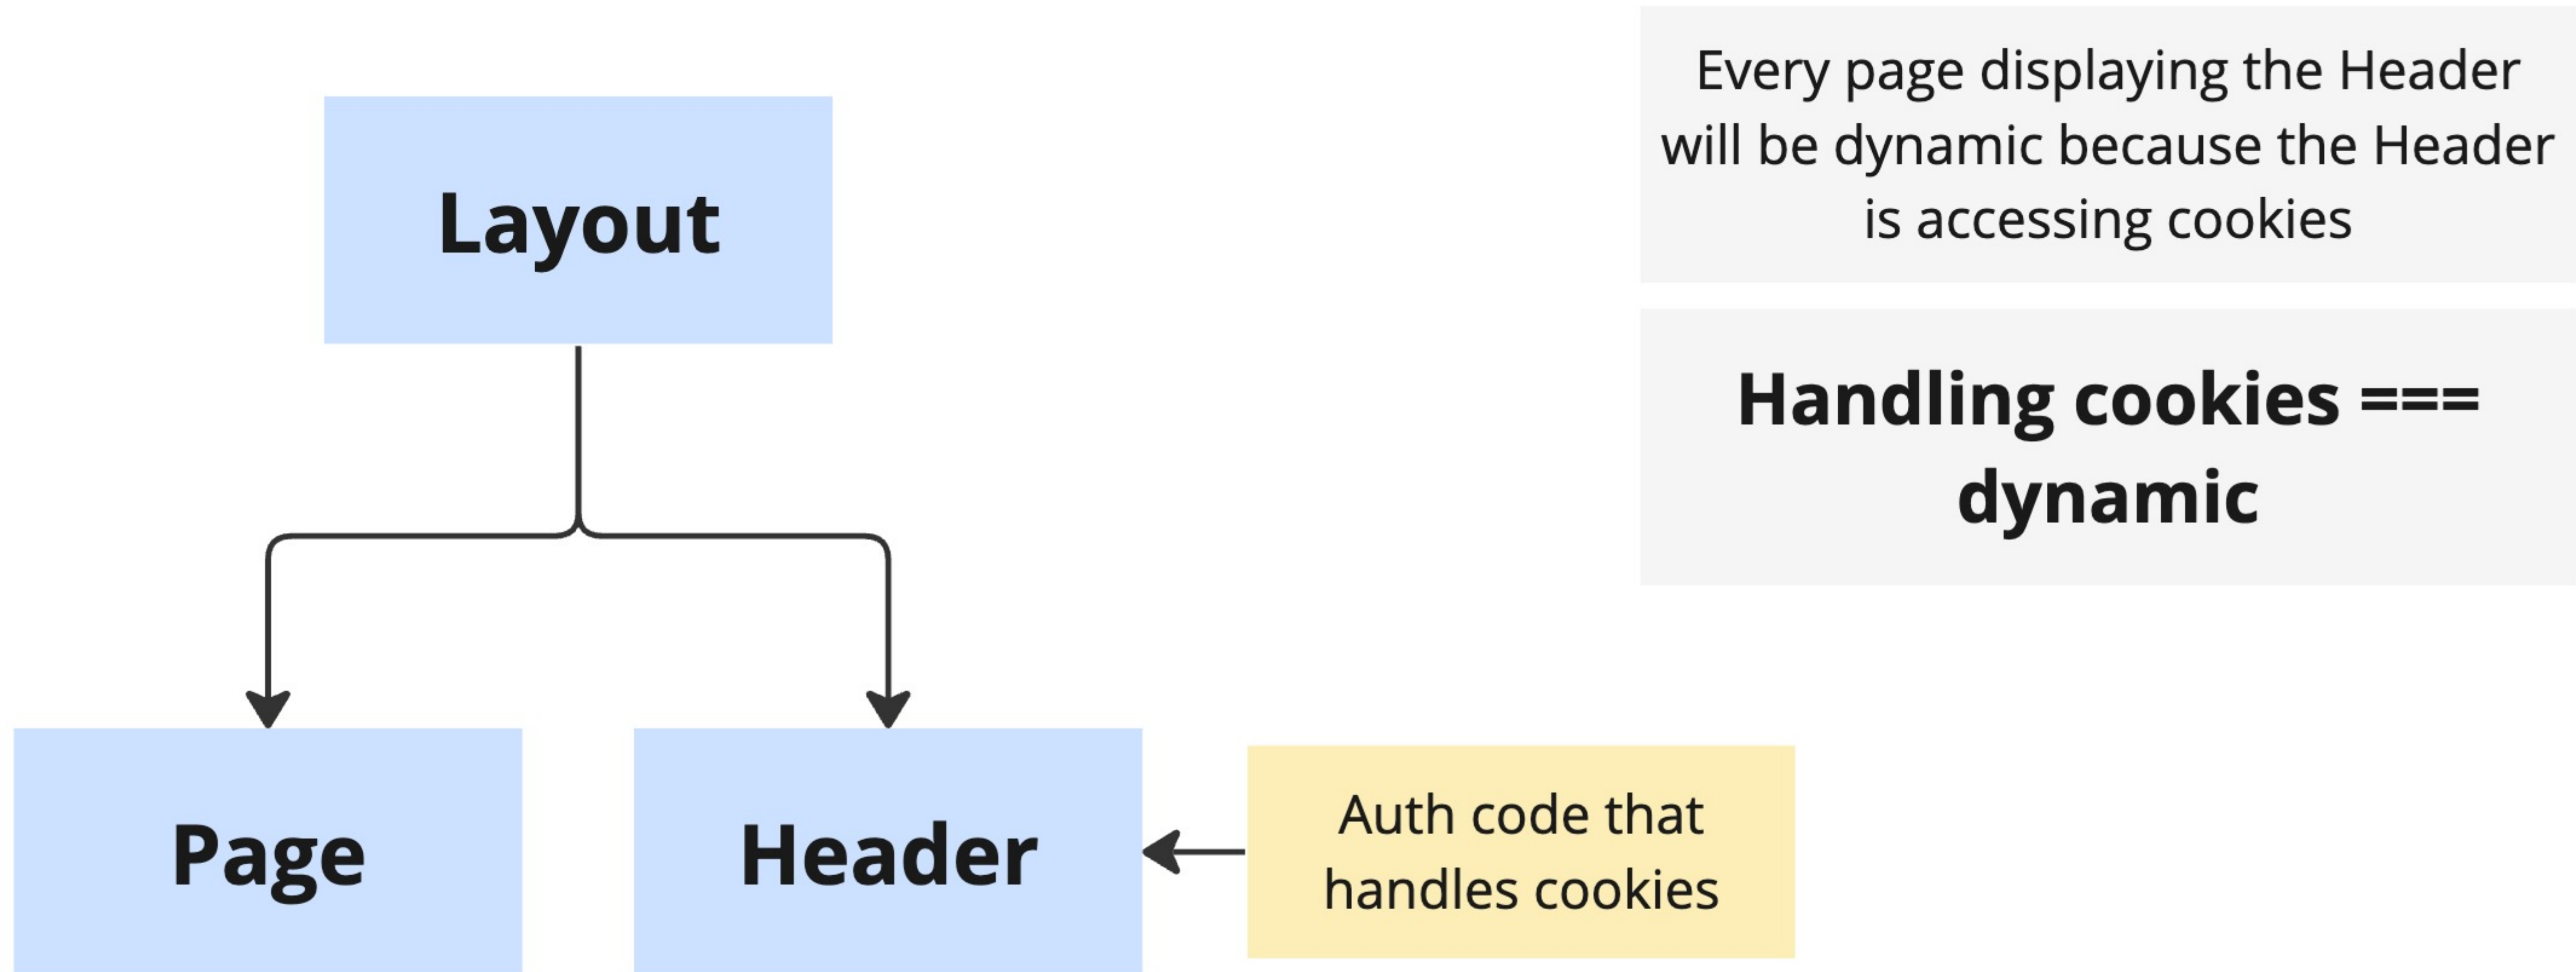 Every page displaying the Header
will be dynamic because the Header
is accessing cookies
Layout
Handling cookies ===
dynamic
Page
Header
Auth code that
handles cookies